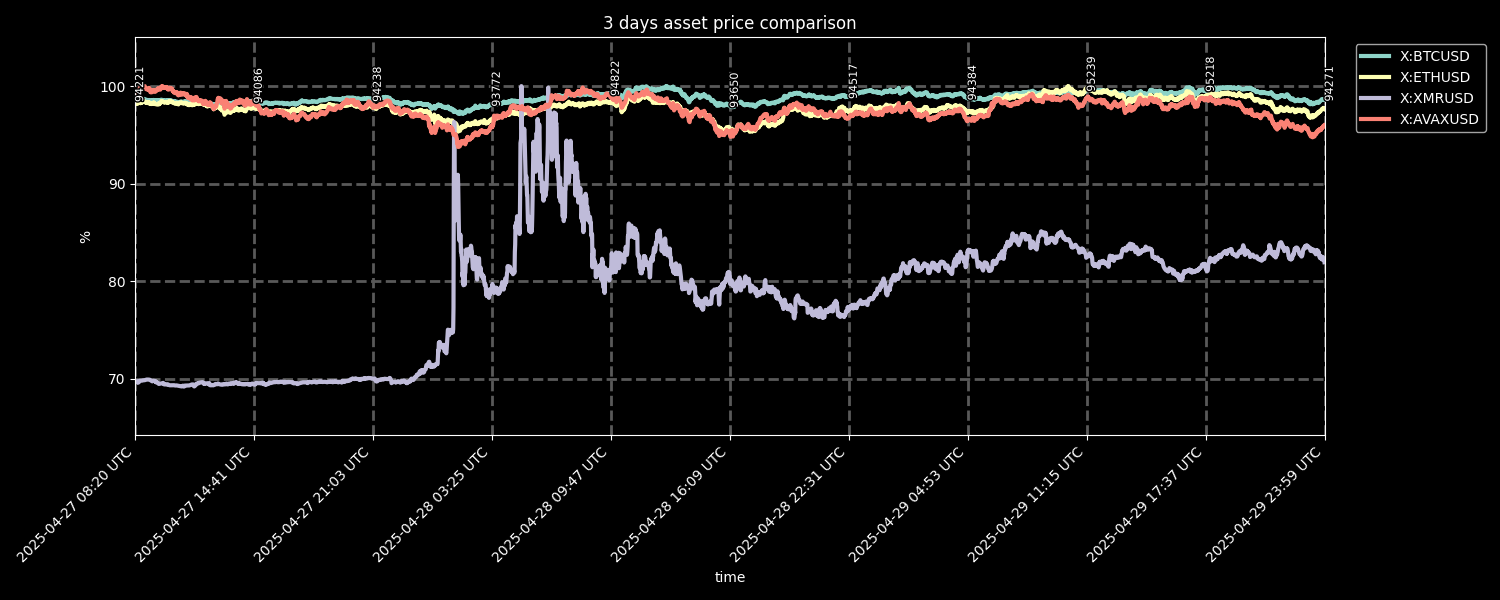 3 days asset price comparison
X:BTCUSD
X:ETHUSD
X:XMRUSD
X:AVAXUSD
94221
94086
94238
93772
94822
93650
94517
94384
95239
95218
94271
100
90
80
70
%
2025-04-27 08:20 UTC
2025-04-27 14:41 UTC
2025-04-27 21:03 UTC
2025-04-28 03:25 UTC
2025-04-28 09:47 UTC
2025-04-28 16:09 UTC
2025-04-28 22:31 UTC
2025-04-29 04:53 UTC
2025-04-29 11:15 UTC
2025-04-29 17:37 UTC
2025-04-29 23:59 UTC
time